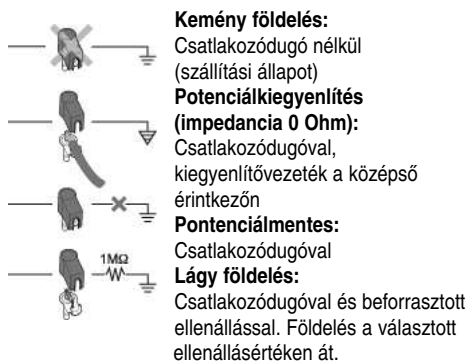 Kemény földelés:
Csatlakozódugó nélkül
(szállítási állapot)
Potenciálkiegyenlítés
(impedancia 0 Ohm):
Csatlakozódugóval,
kiegyenlítővezeték a középső
érintkezőn
Pontenciálmentes:
Csatlakozódugóval
1MΩ
Lágy földelés:
Csatlakozódugóval és beforrasztott
ellenállással. Földelés a választott
ellenállásértéken át.